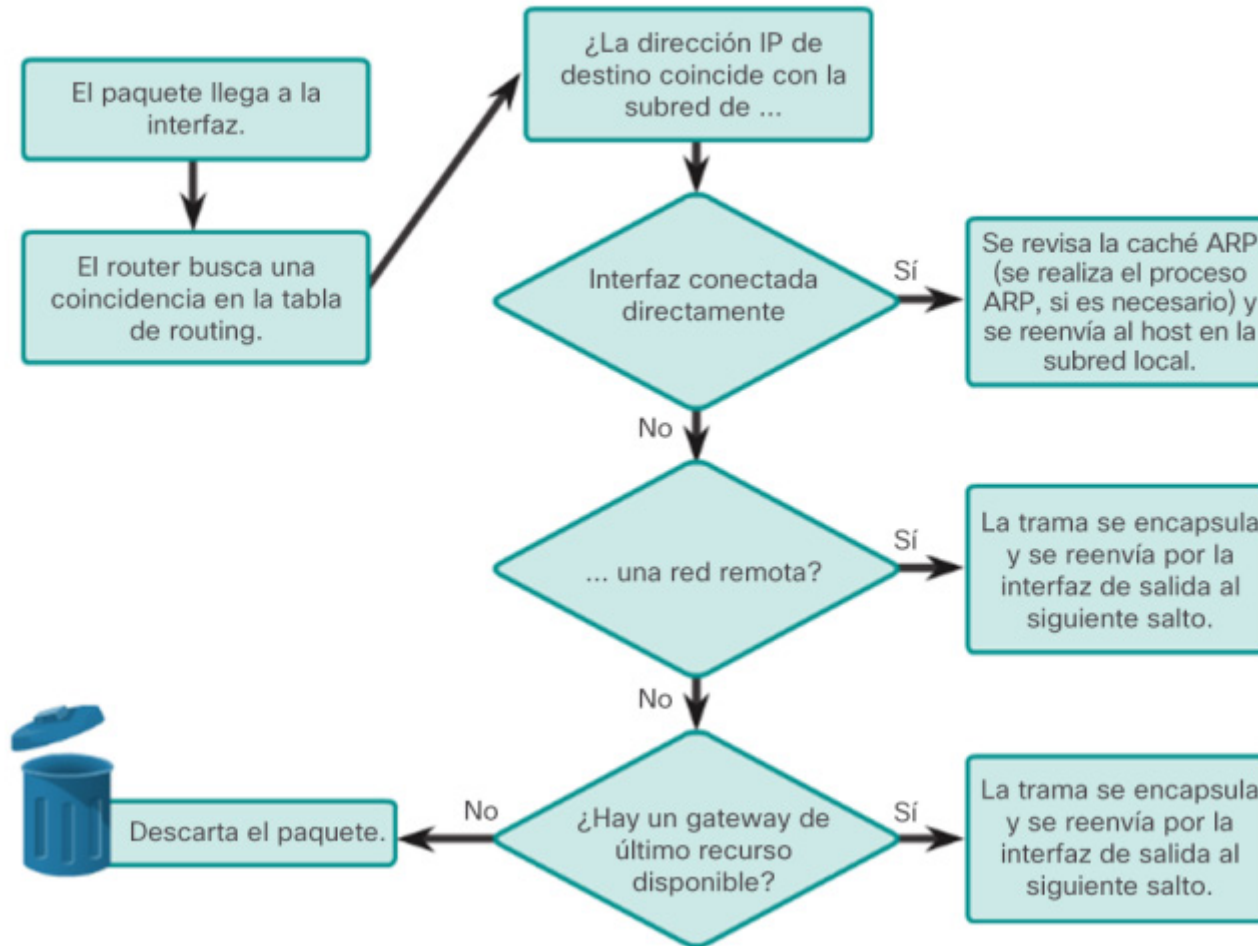 El paquete llega a la
interfaz.
El router busca una
coincidencia en la tabla
de routing.
¿La dirección IP de
destino coincide con la
subred de ...
Interfaz conectada
directamente
Sí
Se revisa la caché ARP
(se realiza el proceso
ARP, si es necesario) y
se reenvía al host en la
subred local.
No
... una red remota?
Sí
La trama se encapsula
y se reenvía por la
interfaz de salida al
siguiente salto.
No
¿Hay un gateway de
último recurso
disponible?
Sí
La trama se encapsula
y se reenvía por la
interfaz de salida al
siguiente salto.
No
Descarta el paquete.